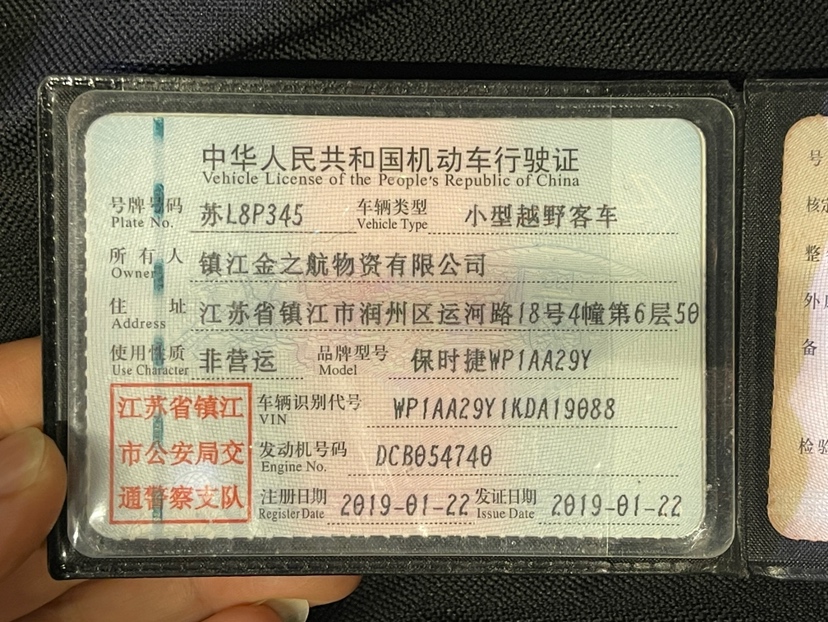 中华人民共和国机动车行驶证
Vehicle License of the People's Republic of China
号牌号码 苏L8P345 车辆类型 小型越野客车
Plate No. Vehicle Type
所有人 镇江金之航物资有限公司
Owner
住址 江苏省镇江市润州区运河路18号4幢第6层50
Address
使用性质 非营运 品牌型号 保时捷WP1AA29Y
Use Character Model
江苏省镇江
市公安局交
通警察支队
车辆识别代号 WP1AA29Y1KDA19088
VIN
发动机号码 DCB054740
Engine No.
注册日期 2019-01-22 发证日期 2019-01-22
Register Date Issue Date
号
核定
整
外
备
检验